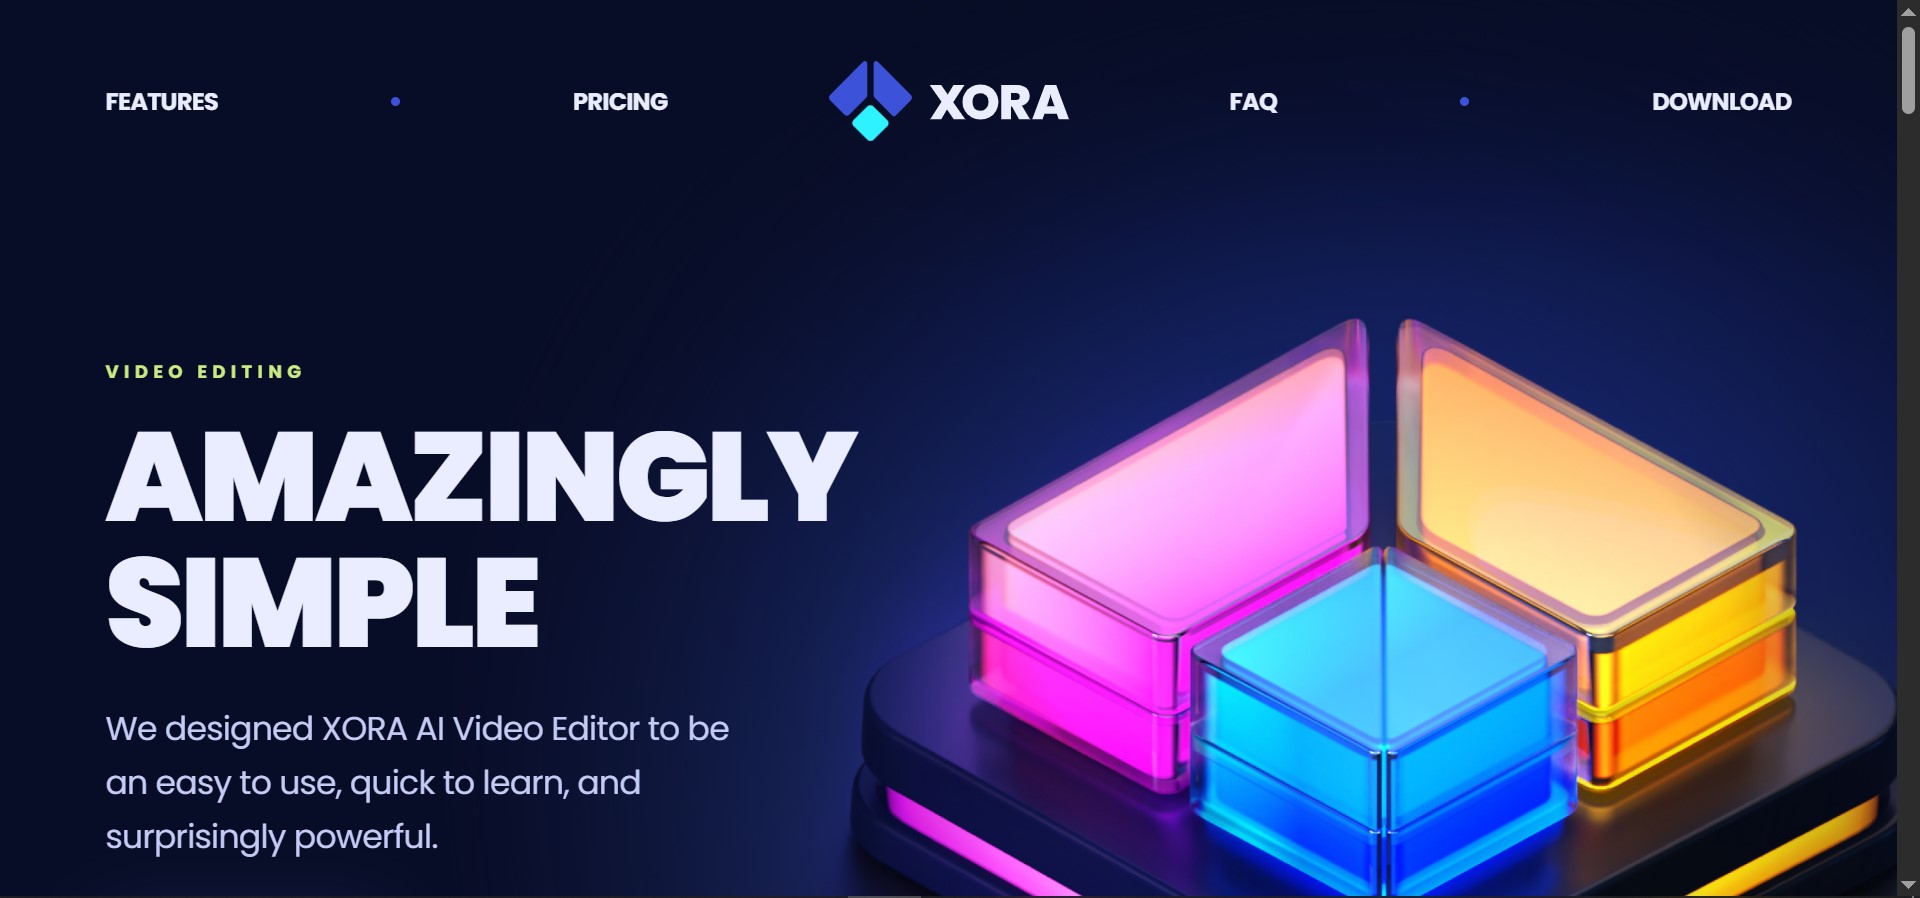 FEATURES
PRICING
XORA
FAQ
DOWNLOAD
VIDEO EDITING
AMAZINGLY
SIMPLE
We designed XORA AI Video Editor to be
an easy to use, quick to learn, and
surprisingly powerful.